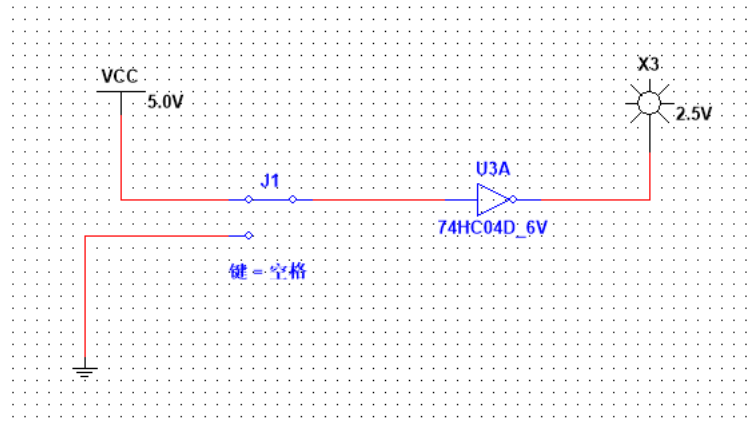 X3
VCC
5.0V
2.5V
J1
U3A
74HC04D_6V
键 = 空格